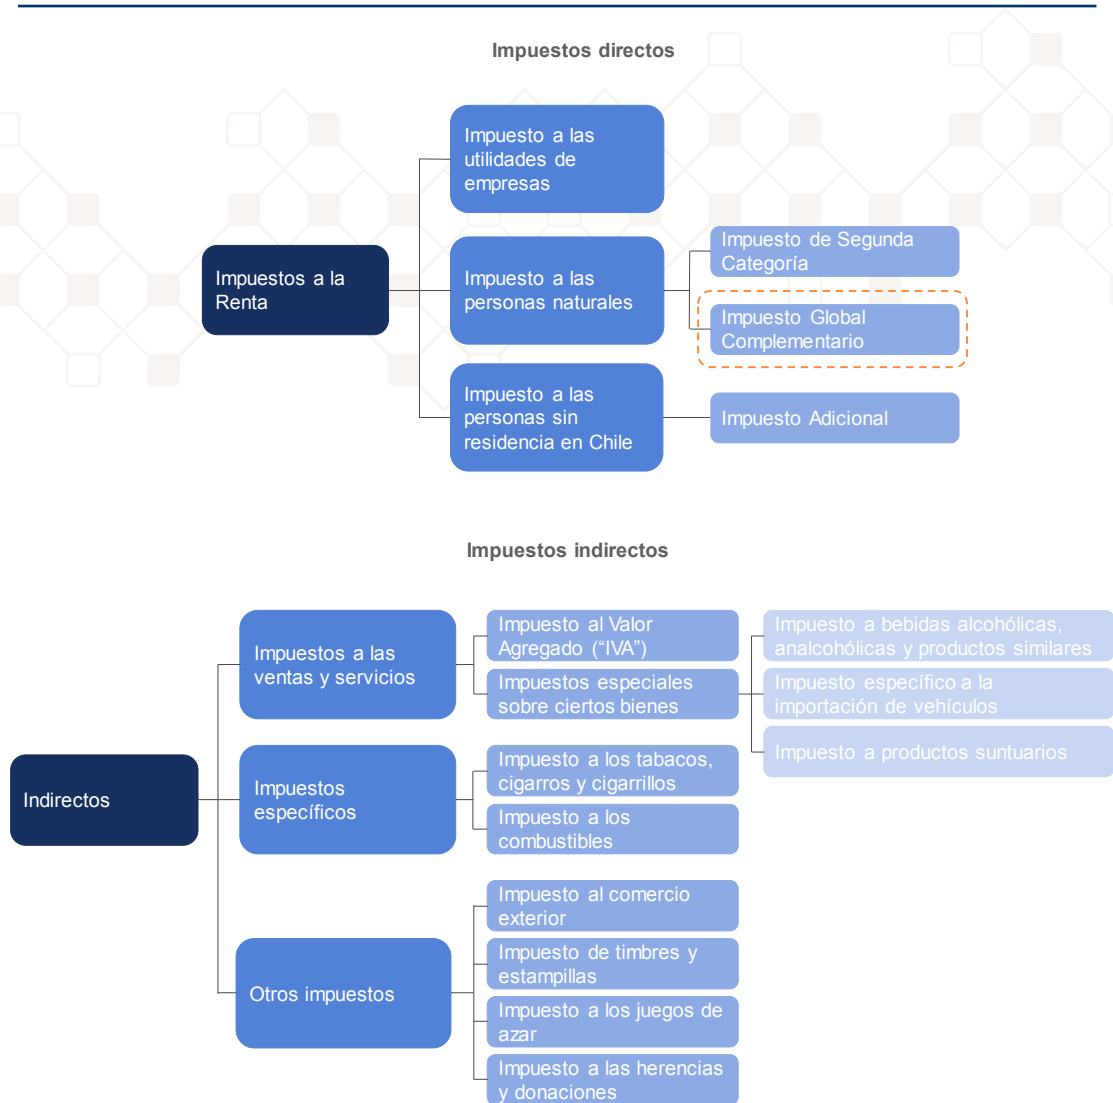 Impuestos directos
Impuesto a las
utilidades de
empresas
Impuestos a la
Renta
Impuesto a las
personas naturales
Impuesto de Segunda
Categoría
Impuesto Global
Complementario
Impuesto a las
personas sin
residencia en Chile
Impuesto Adicional
Impuestos indirectos
Indirectos
Impuestos a las
ventas y servicios
Impuesto al Valor
Agregado (“IVA”)
Impuestos especiales
sobre ciertos bienes
Impuesto a bebidas alcohólicas,
analcohólicas y productos similares
Impuesto específico a la
importación de vehículos
Impuesto a productos suntuarios
Impuestos
específicos
Impuesto a los tabacos,
cigarros y cigarrillos
Impuesto a los
combustibles
Otros impuestos
Impuesto al comercio
exterior
Impuesto de timbres y
estampillas
Impuesto a los juegos de
azar
Impuesto a las herencias
y donaciones